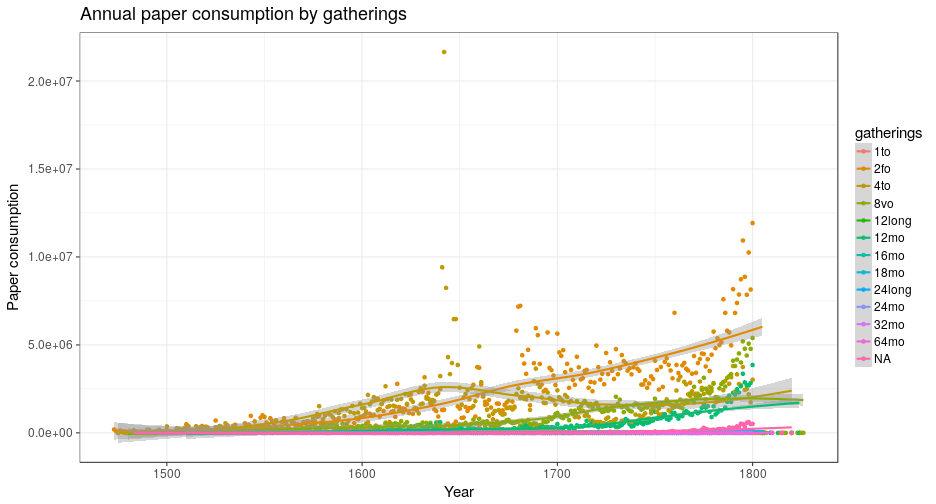 Annual paper consumption by gatherings
2.0e+07
1.5e+07
1.0e+07
5.0e+06
0.0e+00
Paper consumption
1500
1600
1700
1800
Year
gatherings
1to
2fo
4to
8vo
12long
12mo
16mo
18mo
24long
24mo
32mo
64mo
NA